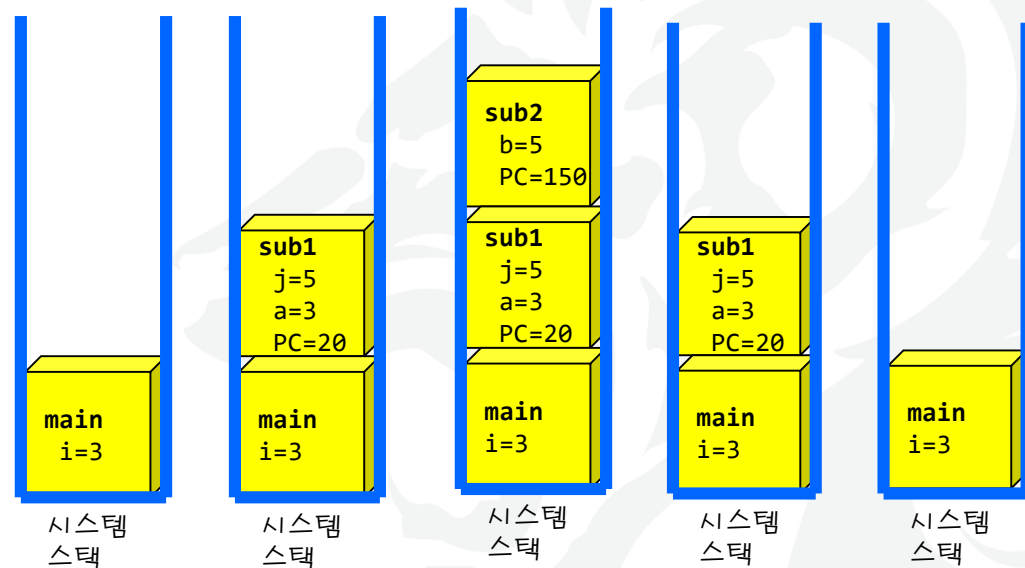 main
i=3
시스템
스택
sub1
j=5
a=3
PC=20
main
i=3
시스템
스택
sub2
b=5
PC=150
sub1
j=5
a=3
PC=20
main
i=3
시스템
스택
sub1
j=5
a=3
PC=20
main
i=3
시스템
스택
main
i=3
시스템
스택